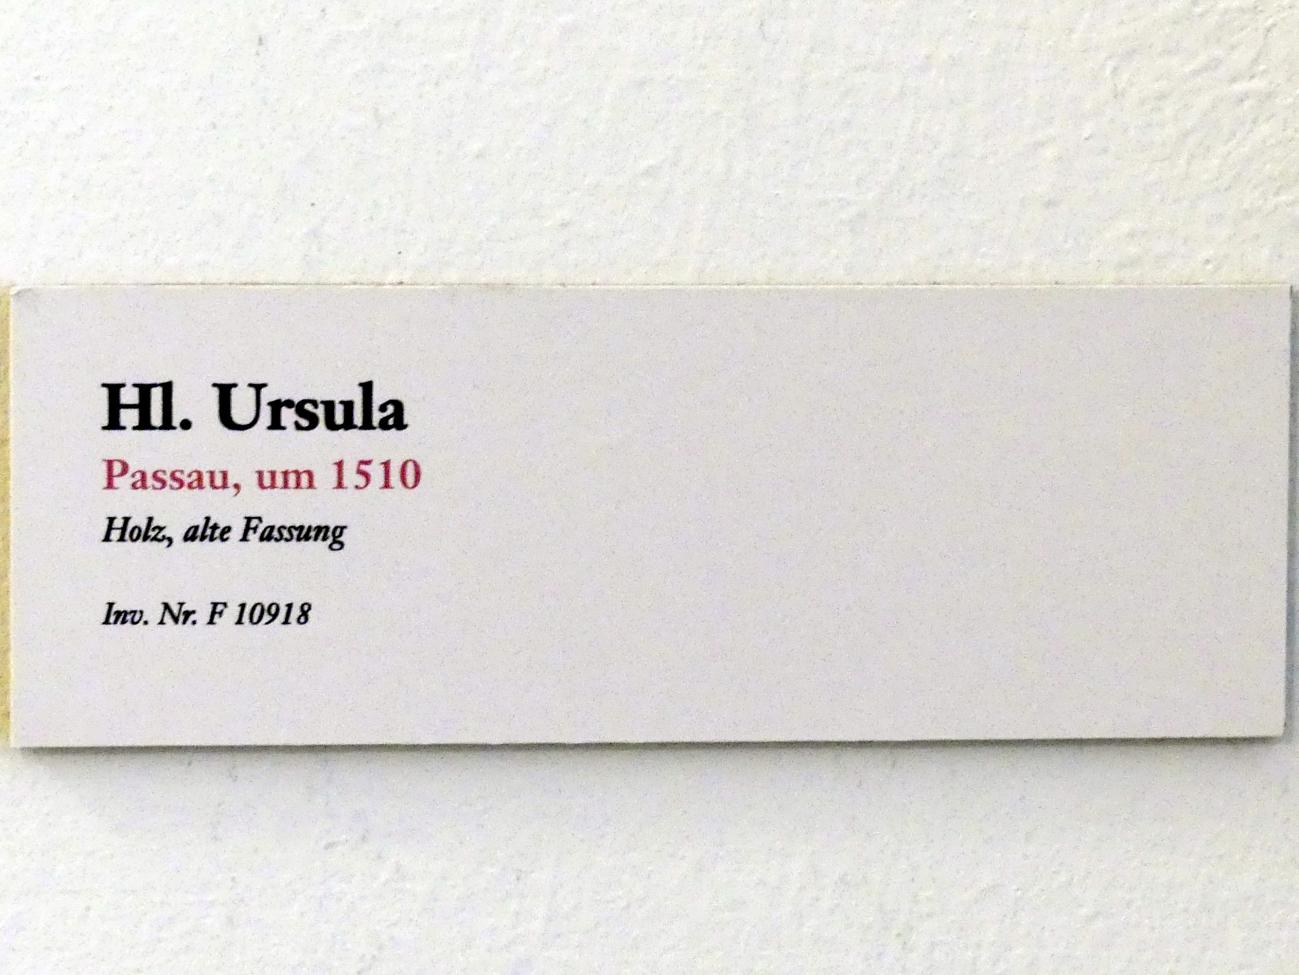 Hl. Ursula
Passau, um 1510
Holz, alte Fassung
Inv. Nr. F 10918